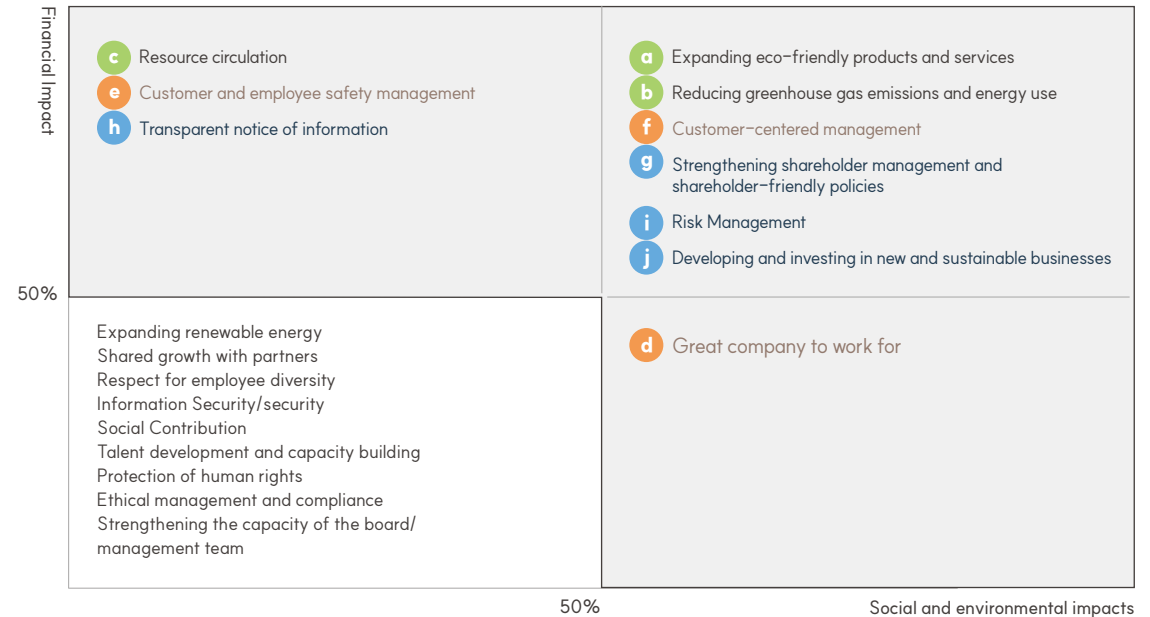 Financial Impact
c Resource circulation
e Customer and employee safety management
h Transparent notice of information
a Expanding eco-friendly products and services
b Reducing greenhouse gas emissions and energy use
f Customer-centered management
g Strengthening shareholder management and
shareholder-friendly policies
i Risk Management
j Developing and investing in new and sustainable businesses
50%
Expanding renewable energy
Shared growth with partners
Respect for employee diversity
Information Security/security
Social Contribution
Talent development and capacity building
Protection of human rights
Ethical management and compliance
Strengthening the capacity of the board/
management team
d Great company to work for
50%
Social and environmental impacts